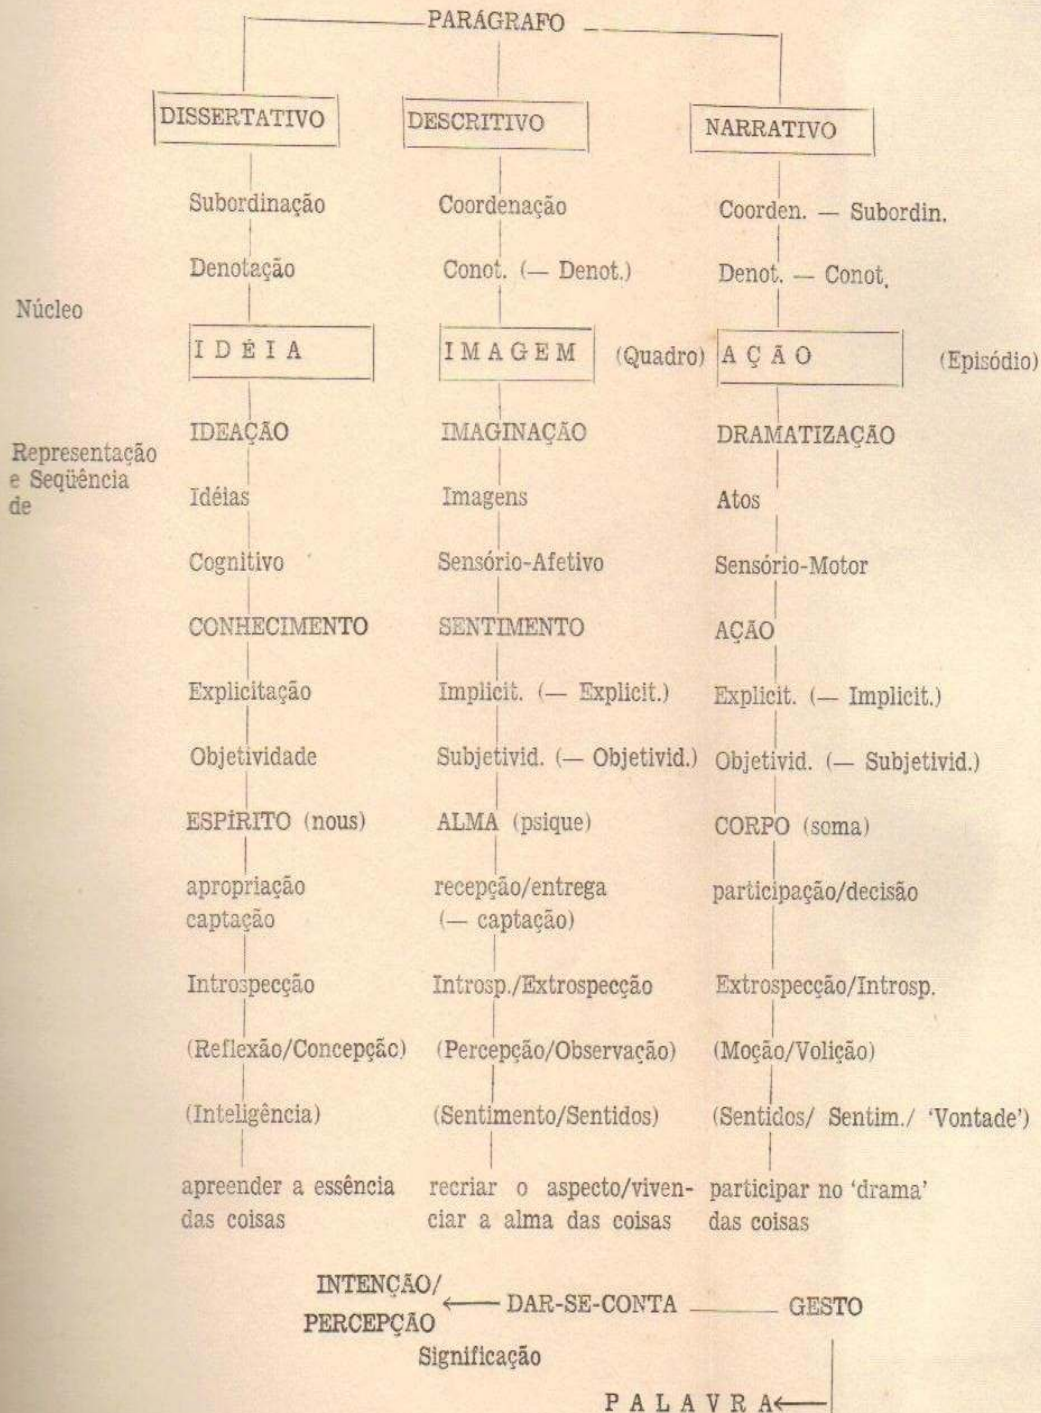 PARÁGRAFO
DISSERTATIVO DESCRITIVO NARRATIVO
Subordinação Coordenação Coorden. — Subordin.
Denotação Conot. (— Denot.) Denot. — Conot.
Núcleo
IDÉIA IMAGEM (Quadro) AÇÃO (Episódio)
IDEAÇÃO IMAGINAÇÃO DRAMATIZAÇÃO
Representação
e Seqüência
de
Idéias Imagens Atos
Cognitivo Sensório-Afetivo Sensório-Motor
CONHECIMENTO SENTIMENTO AÇÃO
Explicitação Implicit. (— Explicit.) Explicit. (— Implicit.)
Objetividade Subjetivid. (— Objetivid.) Objetivid. (— Subjetivid.)
ESPÍRITO (nous) ALMA (psique) CORPO (soma)
apropriação recepção/entrega participação/decisão
captação (— captação)
Introspecção Introsp./Extrospecção Extrospecção/Introsp.
(Reflexão/Concepção) (Percepção/Observação) (Moção/Volição)
(Inteligência) (Sentimento/Sentidos) (Sentidos/ Sentim./ 'Vontade')
apreender a essência recriar o aspecto/viven- participar no 'drama'
das coisas ciar a alma das coisas das coisas
INTENÇÃO/
PERCEPÇÃO ← DAR-SE-CONTA — GESTO
Significação
PALAVRA ←